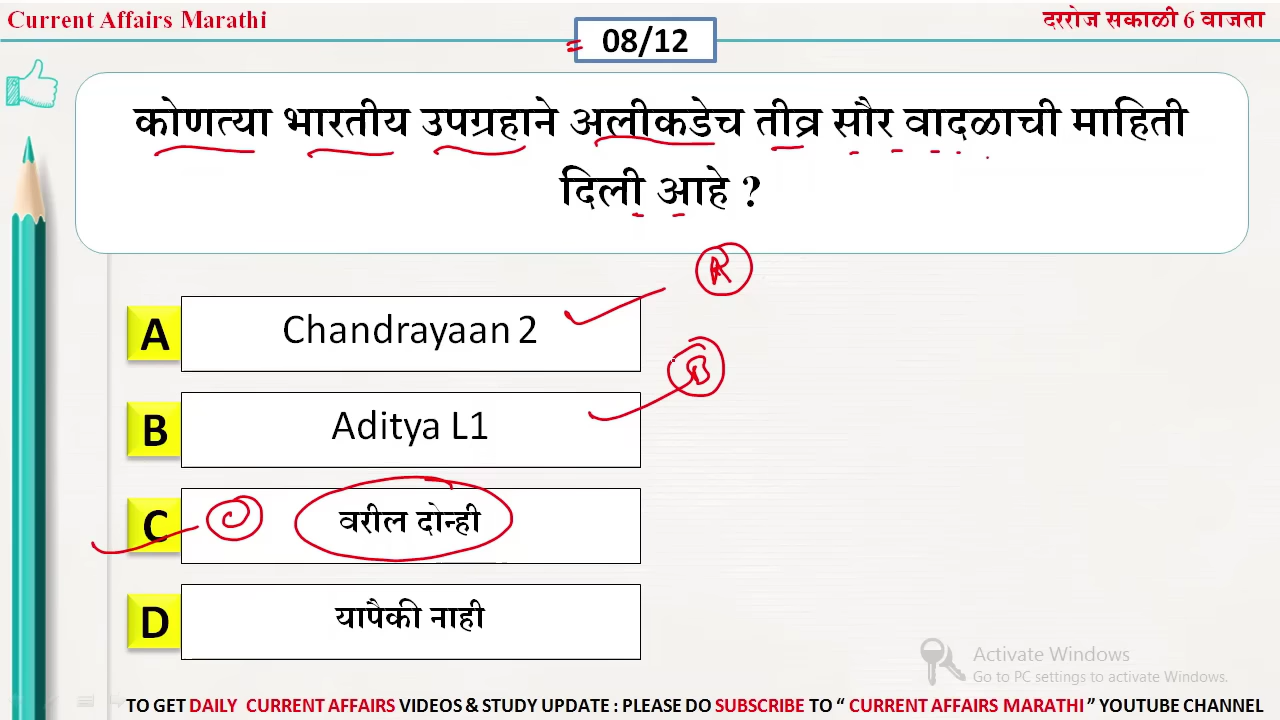 Current Affairs Marathi
दररोज सकाळी 6 वाजता
08/12
कोणत्या भारतीय उपग्रहाने अलीकडेच तीव्र सौर वादळाची माहिती
दिली आहे ?
A
A Chandrayaan 2
B
B Aditya L1
C C वरील दोन्ही
D यापैकी नाही
Activate Windows
Go to PC settings to activate Windows.
TO GET DAILY CURRENT AFFAIRS VIDEOS & STUDY UPDATE : PLEASE DO SUBSCRIBE TO “ CURRENT AFFAIRS MARATHI ” YOUTUBE CHANNEL